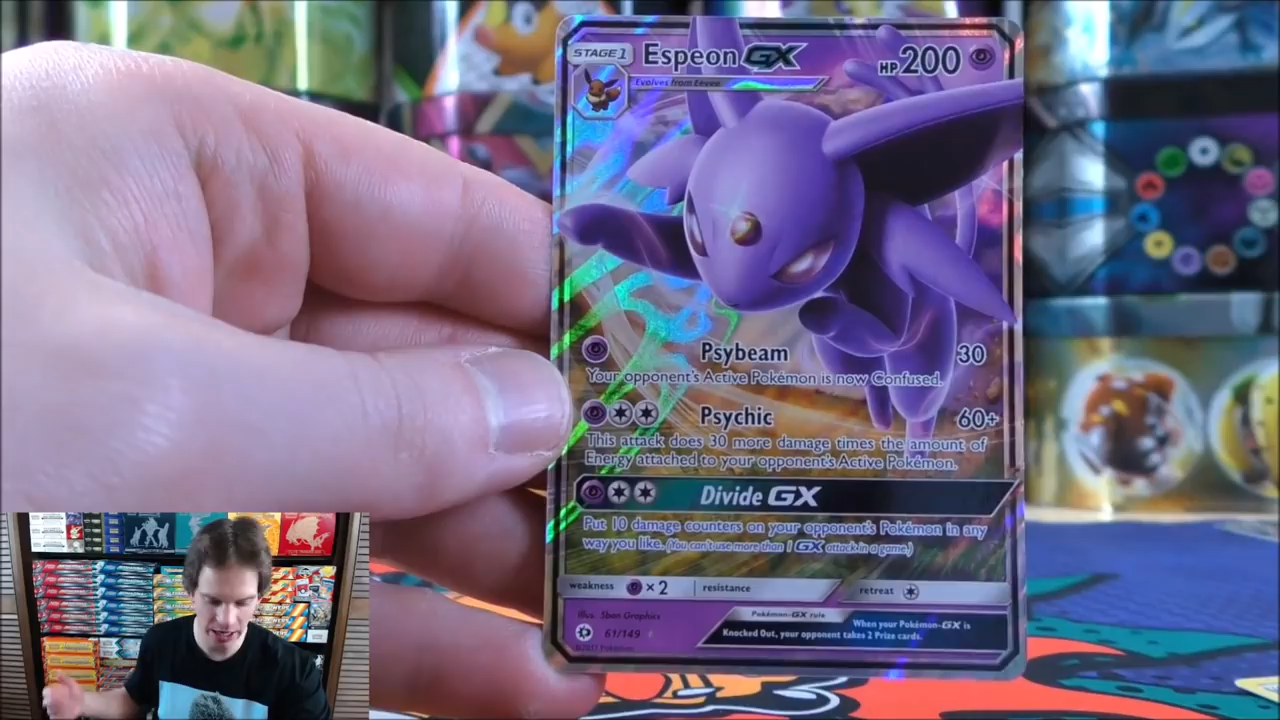 STAGE 1 Espeon GX HP 200
Evolves from Eevee
Psybeam 30
Your opponent's Active Pokémon is now Confused.
Psychic 60+
This attack does 30 more damage times the amount of
Energy attached to your opponent's Active Pokémon.
Divide GX
Put 10 damage counters on your opponent's Pokémon in any
way you like. (You can't use more than 1 GX attack in a game.)
weakness ×2 resistance retreat
Illus. 5ban Graphics
61/149
©2017 Pokémon
Pokémon-GX rule
When your Pokémon-GX is
Knocked Out, your opponent takes 2 Prize cards.